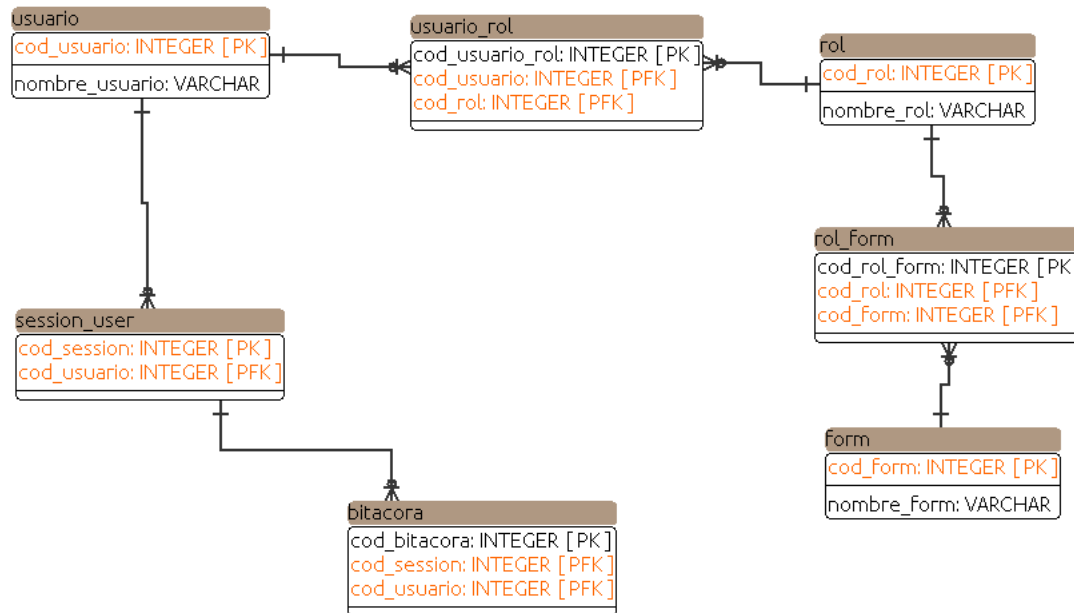 usuario
cod_usuario: INTEGER [PK]
nombre_usuario: VARCHAR
usuario_rol
cod_usuario_rol: INTEGER [PK]
cod_usuario: INTEGER [PFK]
cod_rol: INTEGER [PFK]
rol
cod_rol: INTEGER [PK]
nombre_rol: VARCHAR
rol_form
cod_rol_form: INTEGER [PK
cod_rol: INTEGER [PFK]
cod_form: INTEGER [PFK]
session_user
cod_session: INTEGER [PK]
cod_usuario: INTEGER [PFK]
form
cod_form: INTEGER [PK]
nombre_form: VARCHAR
bitacora
cod_bitacora: INTEGER [PK]
cod_session: INTEGER [PFK]
cod_usuario: INTEGER [PFK]